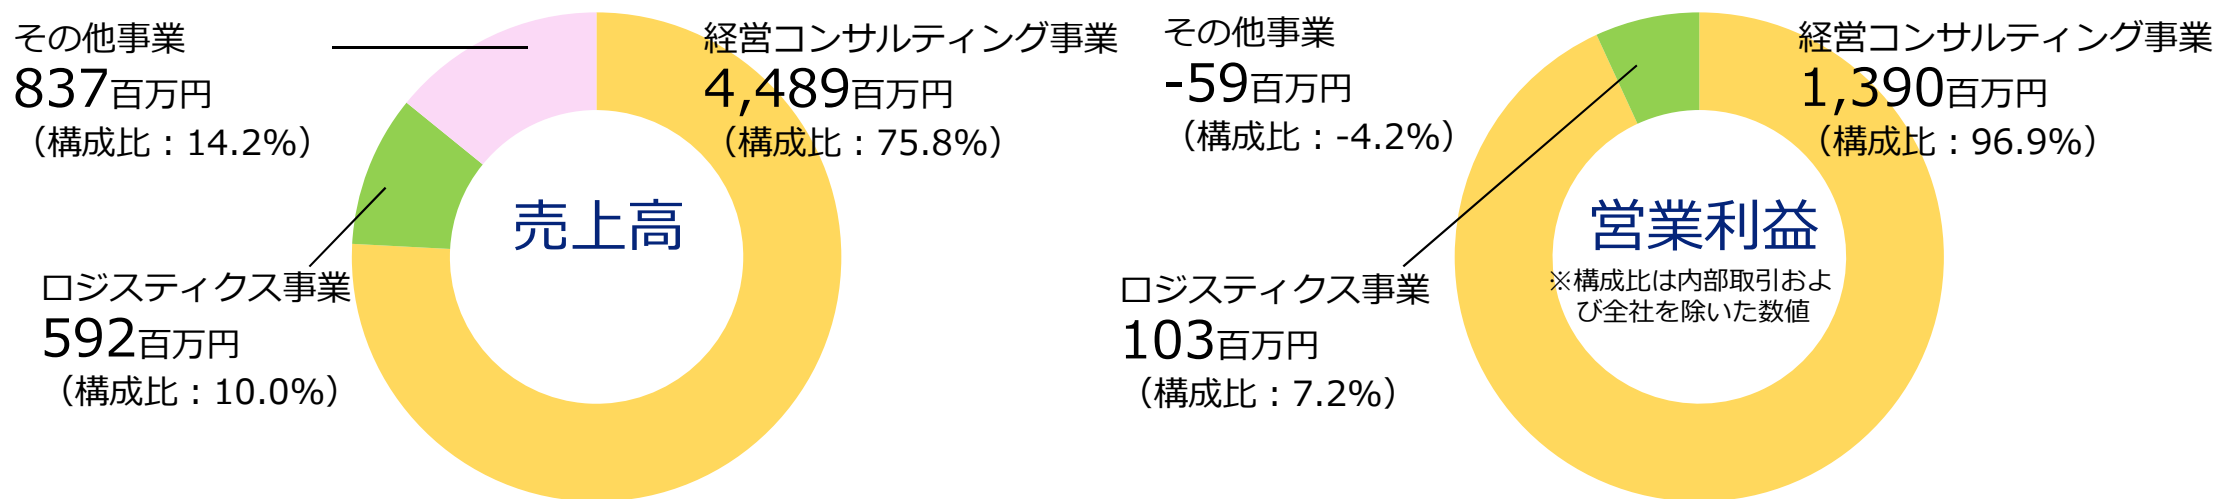 その他事業
837百万円
（構成比：14.2%）
経営コンサルティング事業
4,489百万円
（構成比：75.8%）
売上高
ロジスティクス事業
592百万円
（構成比：10.0%）
その他事業
-59百万円
（構成比：-4.2%）
経営コンサルティング事業
1,390百万円
（構成比：96.9%）
営業利益
※構成比は内部取引およ
び全社を除いた数値
ロジスティクス事業
103百万円
（構成比：7.2%）